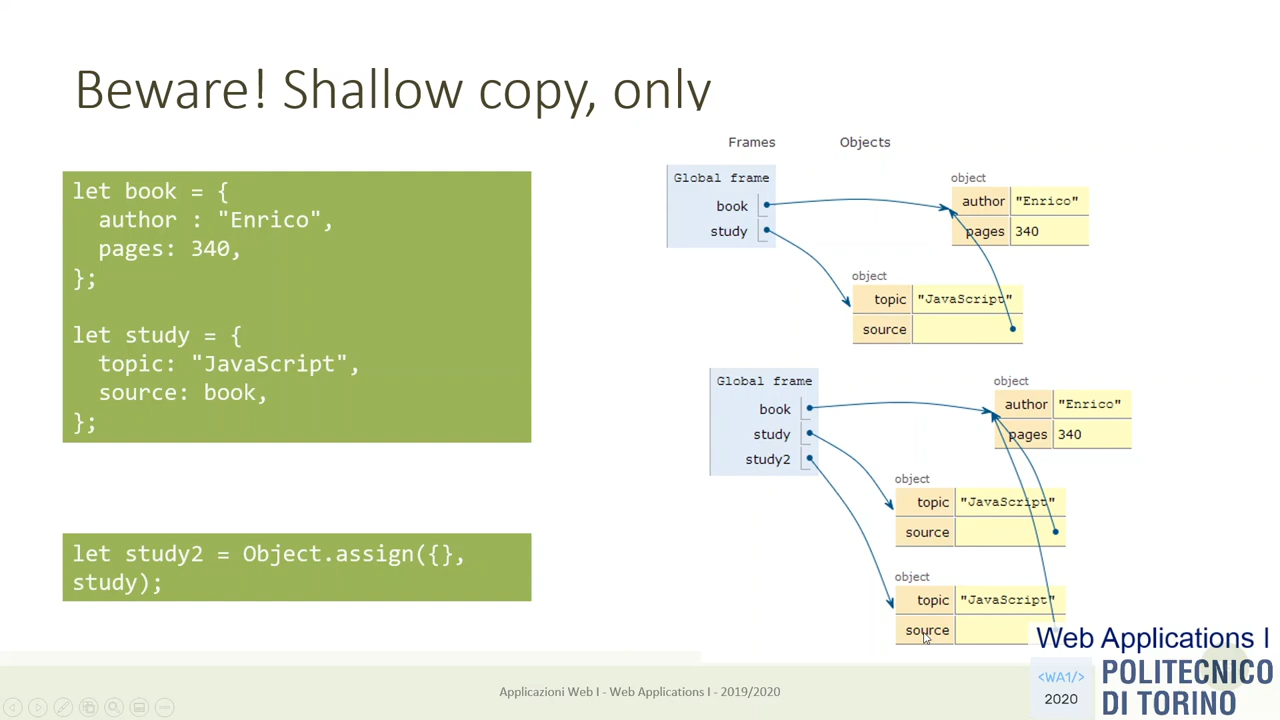 Beware! Shallow copy, only
let book = {
author : "Enrico",
pages: 340,
};
let study = {
topic: "JavaScript",
source: book,
};
let study2 = Object.assign({},
study);
Frames Objects
Global frame
book
study
object
author "Enrico"
pages 340
object
topic "JavaScript"
source
Global frame
book
study
study2
object
author "Enrico"
pages 340
object
topic "JavaScript"
source
object
topic "JavaScript"
source
Applicazioni Web I - Web Applications I - 2019/2020
Web Applications I
<WA1/>
2020
POLITECNICO
DI TORINO